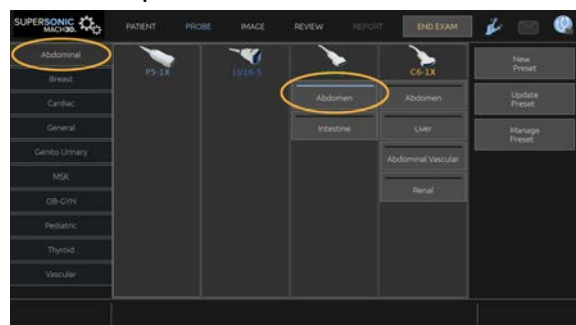 SUPERSONIC
MACH30.
PATIENT
PROBE
IMAGE
REVIEW
REPORT
END EXAM
Abdominal
Breast
Cardiac
General
Genito Urinary
MSK
OB-GYN
Pediatric
Thyroid
Vascular
P5-1X
LV16-5
C6-1X
Abdomen
Intestine
Abdomen
Liver
Abdominal Vascular
Renal
New
Preset
Update
Preset
Manage
Preset